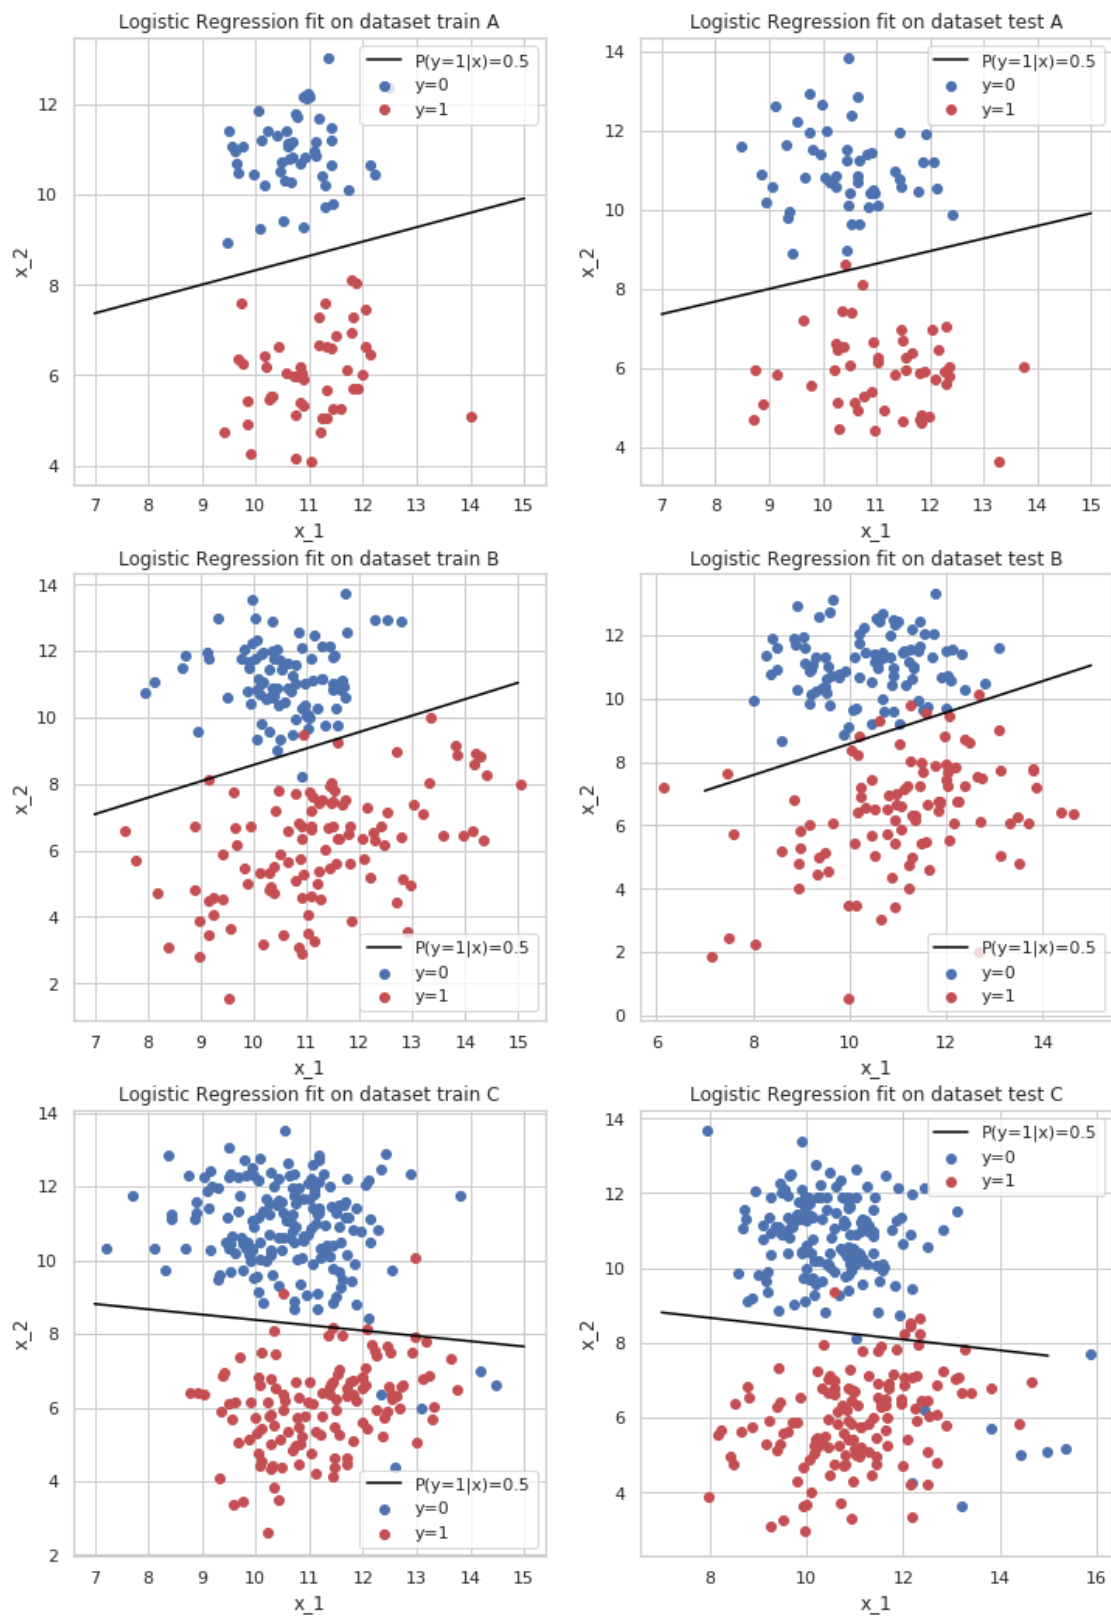 Logistic Regression fit on dataset train A
P(y=1|x)=0.5
y=0
y=1
12
10
8
6
4
x_2
7 8 9 10 11 12 13 14 15
x_1
Logistic Regression fit on dataset test A
P(y=1|x)=0.5
y=0
y=1
14
12
10
8
6
4
x_2
7 8 9 10 11 12 13 14 15
x_1
Logistic Regression fit on dataset train B
14
12
10
8
6
4
2
x_2
P(y=1|x)=0.5
y=0
y=1
7 8 9 10 11 12 13 14 15
x_1
Logistic Regression fit on dataset test B
12
10
8
6
4
2
0
x_2
P(y=1|x)=0.5
y=0
y=1
6 8 10 12 14
x_1
Logistic Regression fit on dataset train C
14
12
10
8
6
4
2
x_2
P(y=1|x)=0.5
y=0
y=1
7 8 9 10 11 12 13 14 15
x_1
Logistic Regression fit on dataset test C
P(y=1|x)=0.5
y=0
y=1
14
12
10
8
6
4
x_2
8 10 12 14 16
x_1